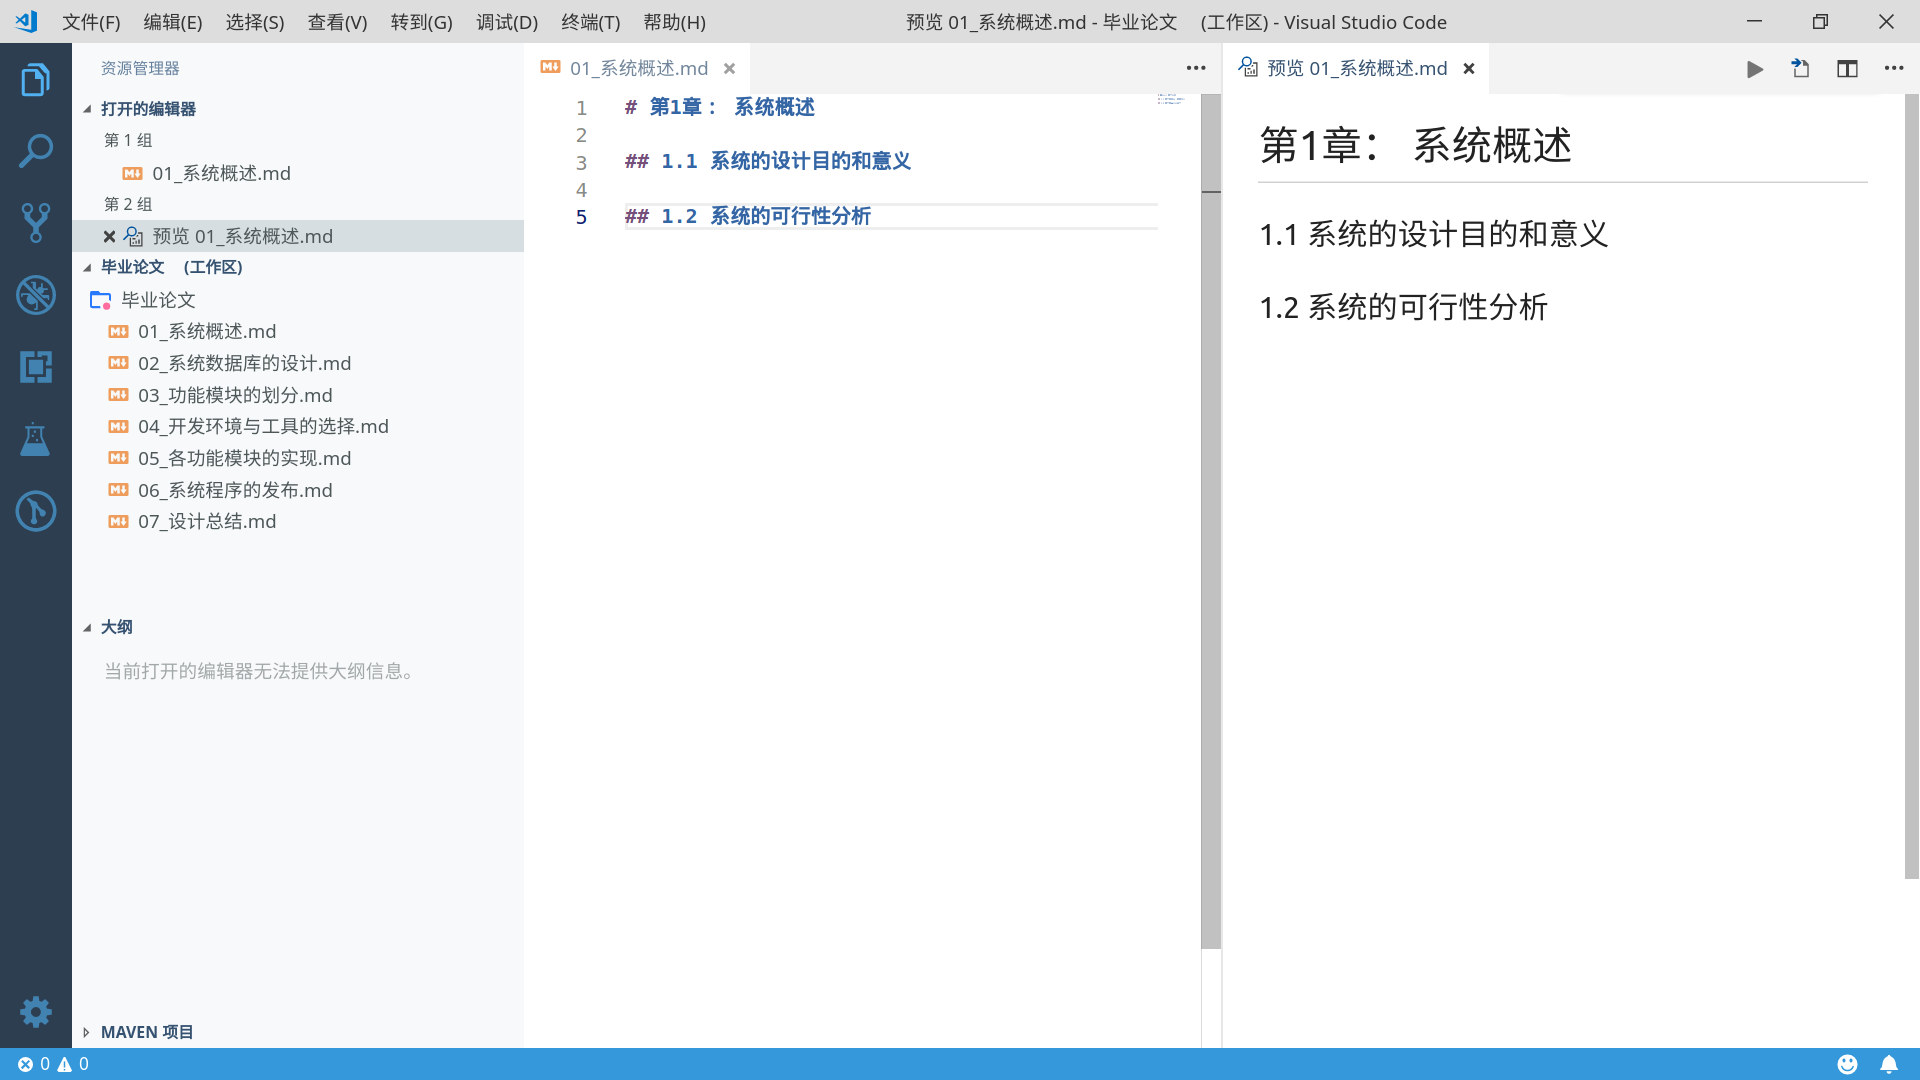 文件(F) 编辑(E) 选择(S) 查看(V) 转到(G) 调试(D) 终端(T) 帮助(H) 预览 01_系统概述.md - 毕业论文 (工作区) - Visual Studio Code
资源管理器
打开的编辑器
第 1 组
01_系统概述.md
第 2 组
预览 01_系统概述.md
毕业论文 (工作区)
毕业论文
01_系统概述.md
02_系统数据库的设计.md
03_功能模块的划分.md
04_开发环境与工具的选择.md
05_各功能模块的实现.md
06_系统程序的发布.md
07_设计总结.md
大纲
当前打开的编辑器无法提供大纲信息。
MAVEN 项目
01_系统概述.md
1 # 第1章： 系统概述
2
3 ## 1.1 系统的设计目的和意义
4
5 ## 1.2 系统的可行性分析
预览 01_系统概述.md
第1章： 系统概述
1.1 系统的设计目的和意义
1.2 系统的可行性分析
0 0